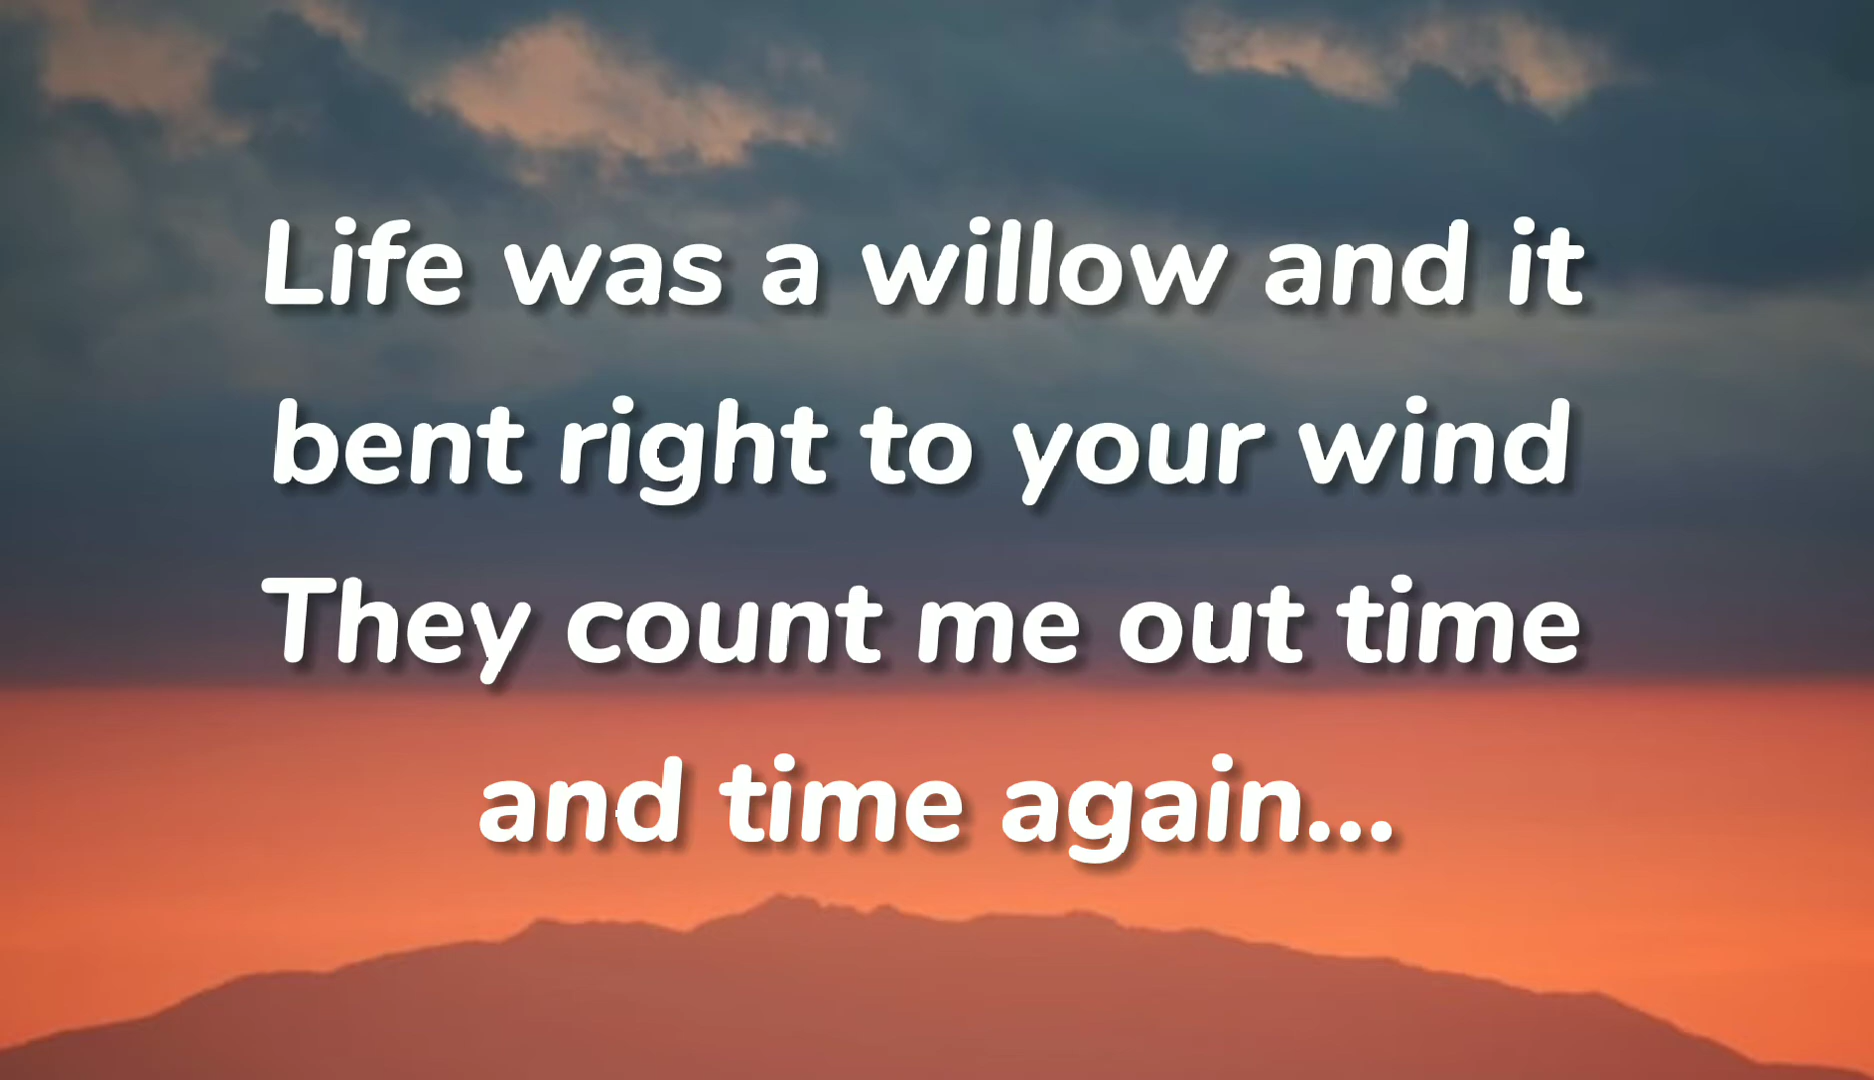 Life was a willow and it
bent right to your wind
They count me out time
and time again...